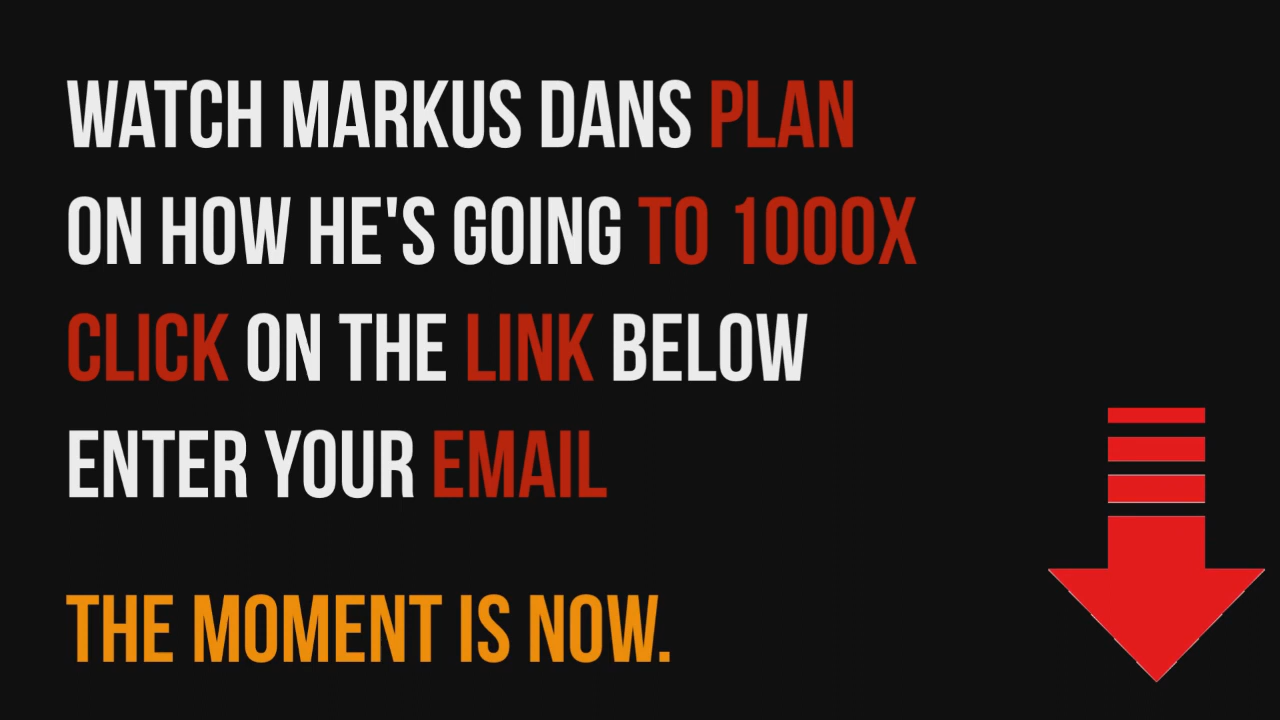 WATCH MARKUS DANS PLAN
ON HOW HE'S GOING TO 1000X
CLICK ON THE LINK BELOW
ENTER YOUR EMAIL
THE MOMENT IS NOW.